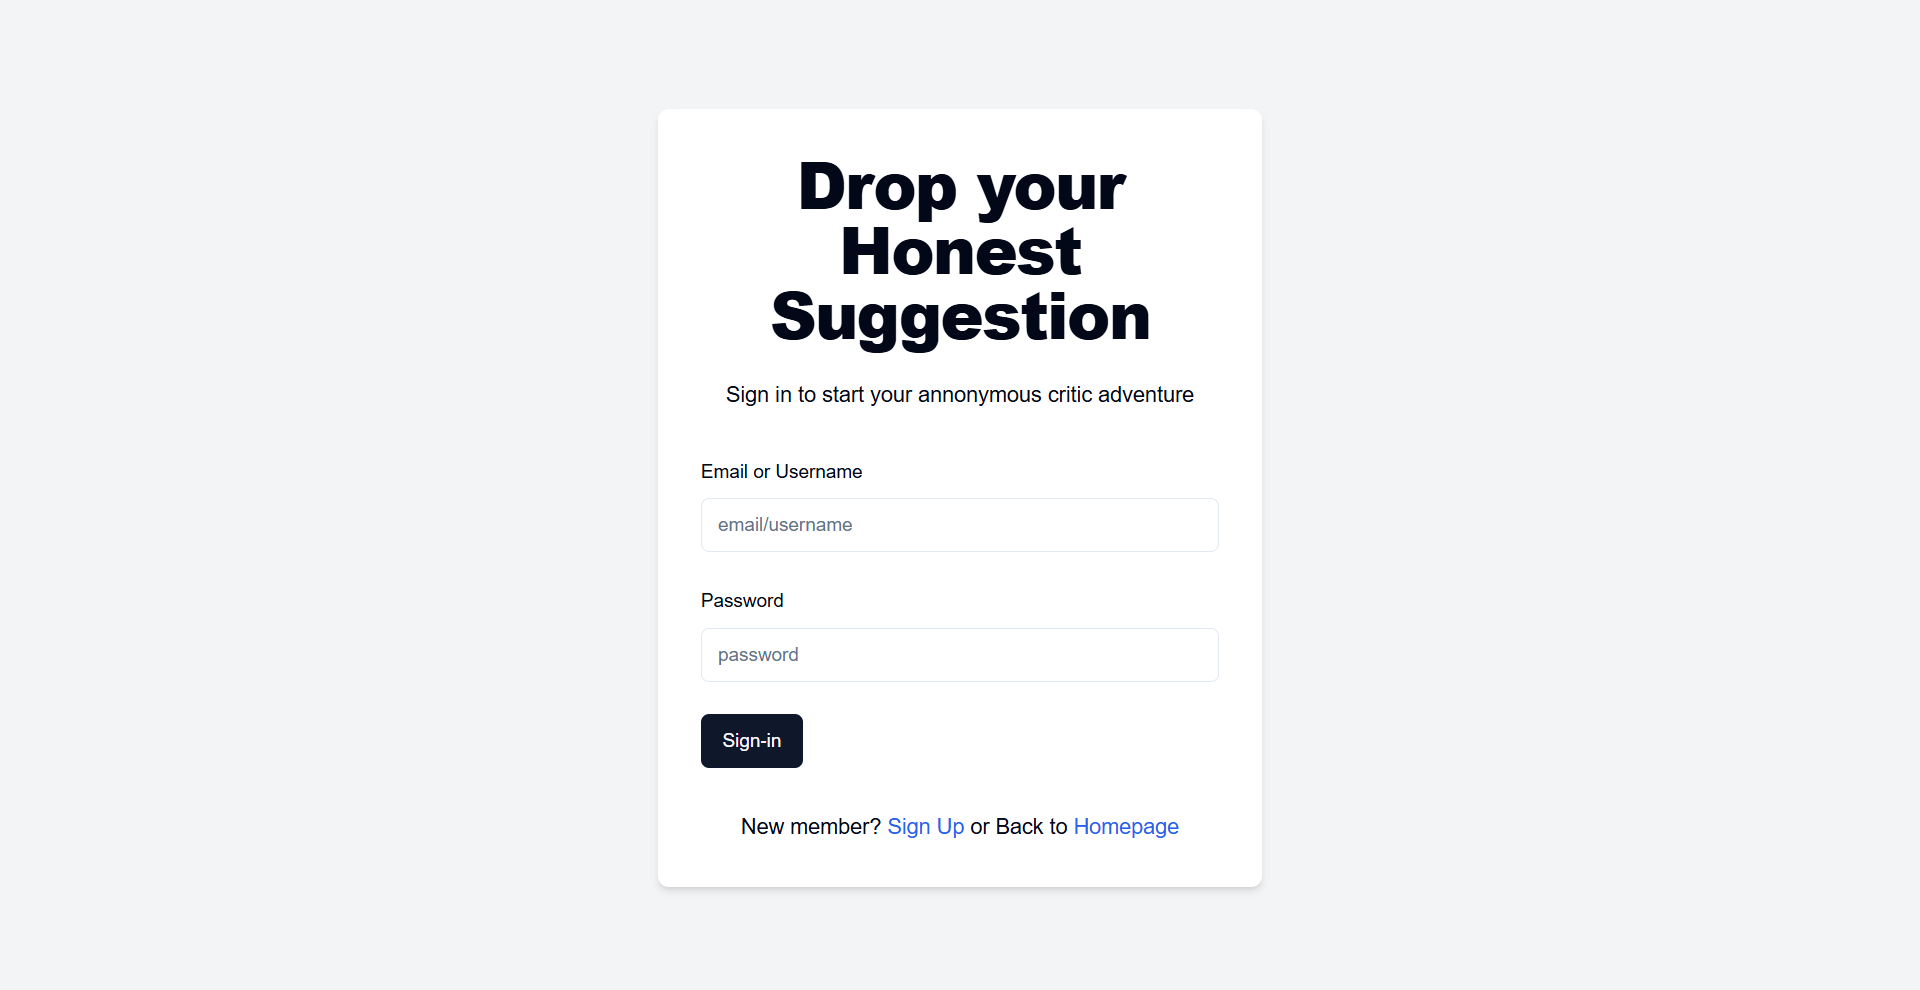 Drop your
Honest
Suggestion
Sign in to start your annonymous critic adventure
Email or Username
email/username
Password
password
Sign-in
New member? Sign Up or Back to Homepage